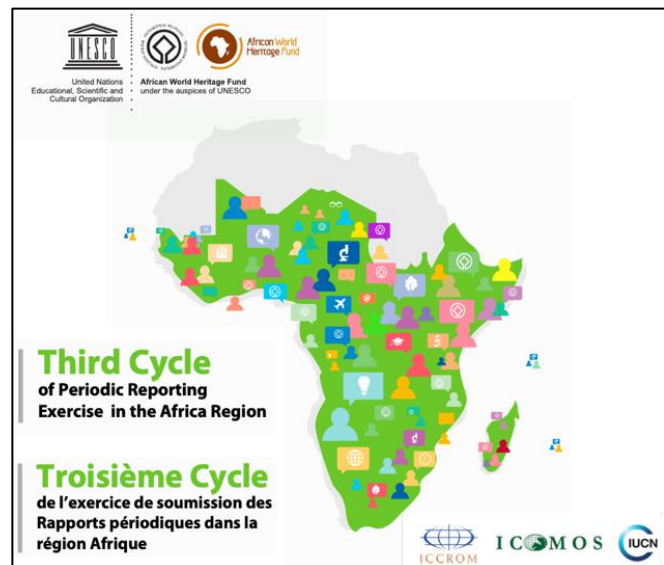 UNESCO
African World
Heritage Fund
United Nations
Educational, Scientific and
Cultural Organization
African World Heritage Fund
under the auspices of UNESCO
Third Cycle
of Periodic Reporting
Exercise in the Africa Region
Troisième Cycle
de l'exercice de soumission des
Rapports périodiques dans la
région Afrique
ICCROM
ICOMOS
IUCN